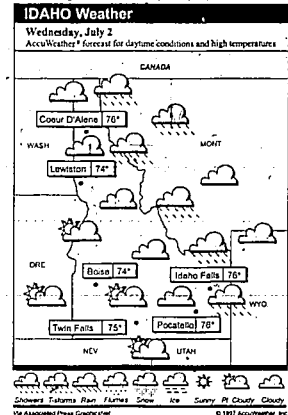 IDAHO Weather
Wednesday, July 2
AccuWeather® forecast for daytime conditions and high temperatures
CANADA
Coeur D'Alene 76°
WASH
MONT
Lewiston 74°
ORE
Boise 74°
Idaho Falls 76°
WYO.
Twin Falls 75°
Pocatello 76°
NEV
UTAH
Showers T-storms Rain Flurries Snow Ice Sunny Pt. Cloudy Cloudy
Via Associated Press GraphicsNet
© 1997 AccuWeather, Inc.